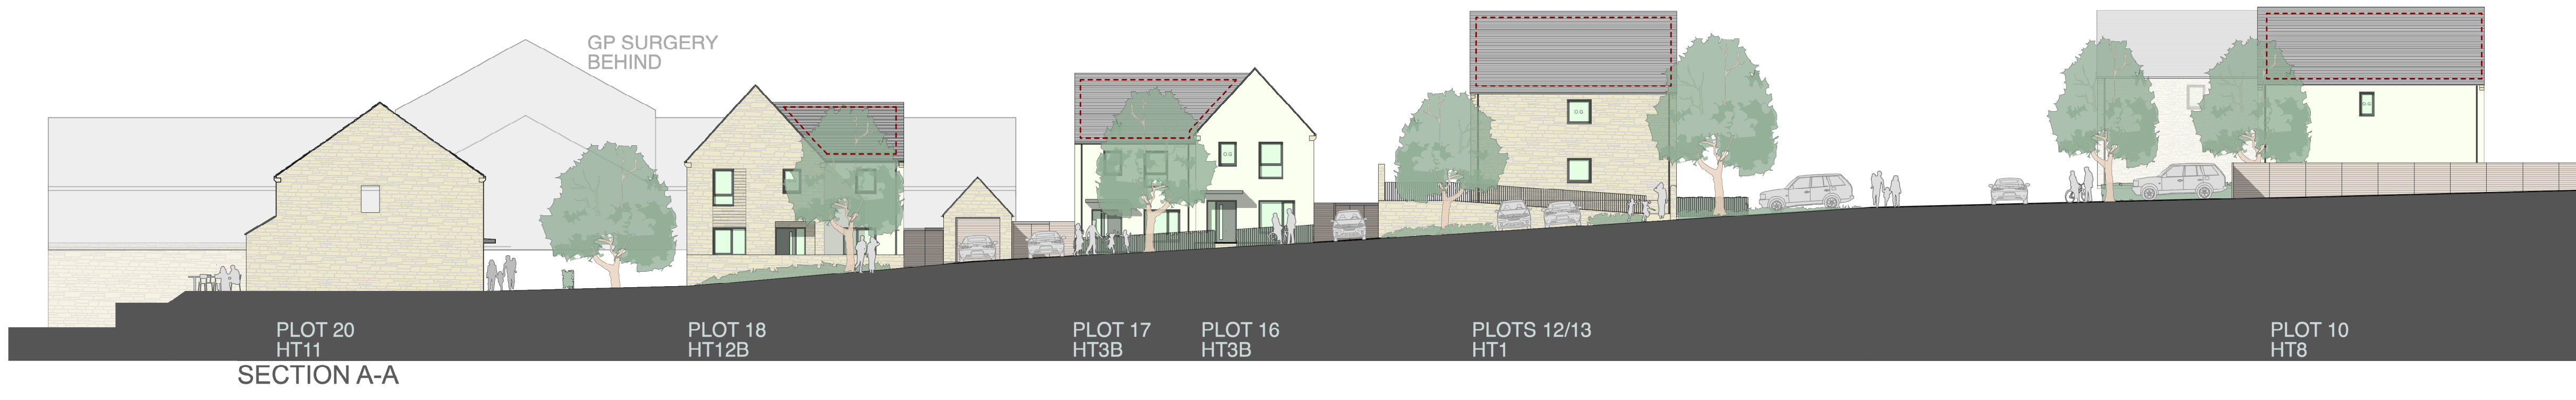 GP SURGERY
BEHIND
PLOT 20
HT11
PLOT 18
HT12B
PLOT 17
HT3B
PLOT 16
HT3B
PLOTS 12/13
HT1
PLOT 10
HT8
SECTION A-A